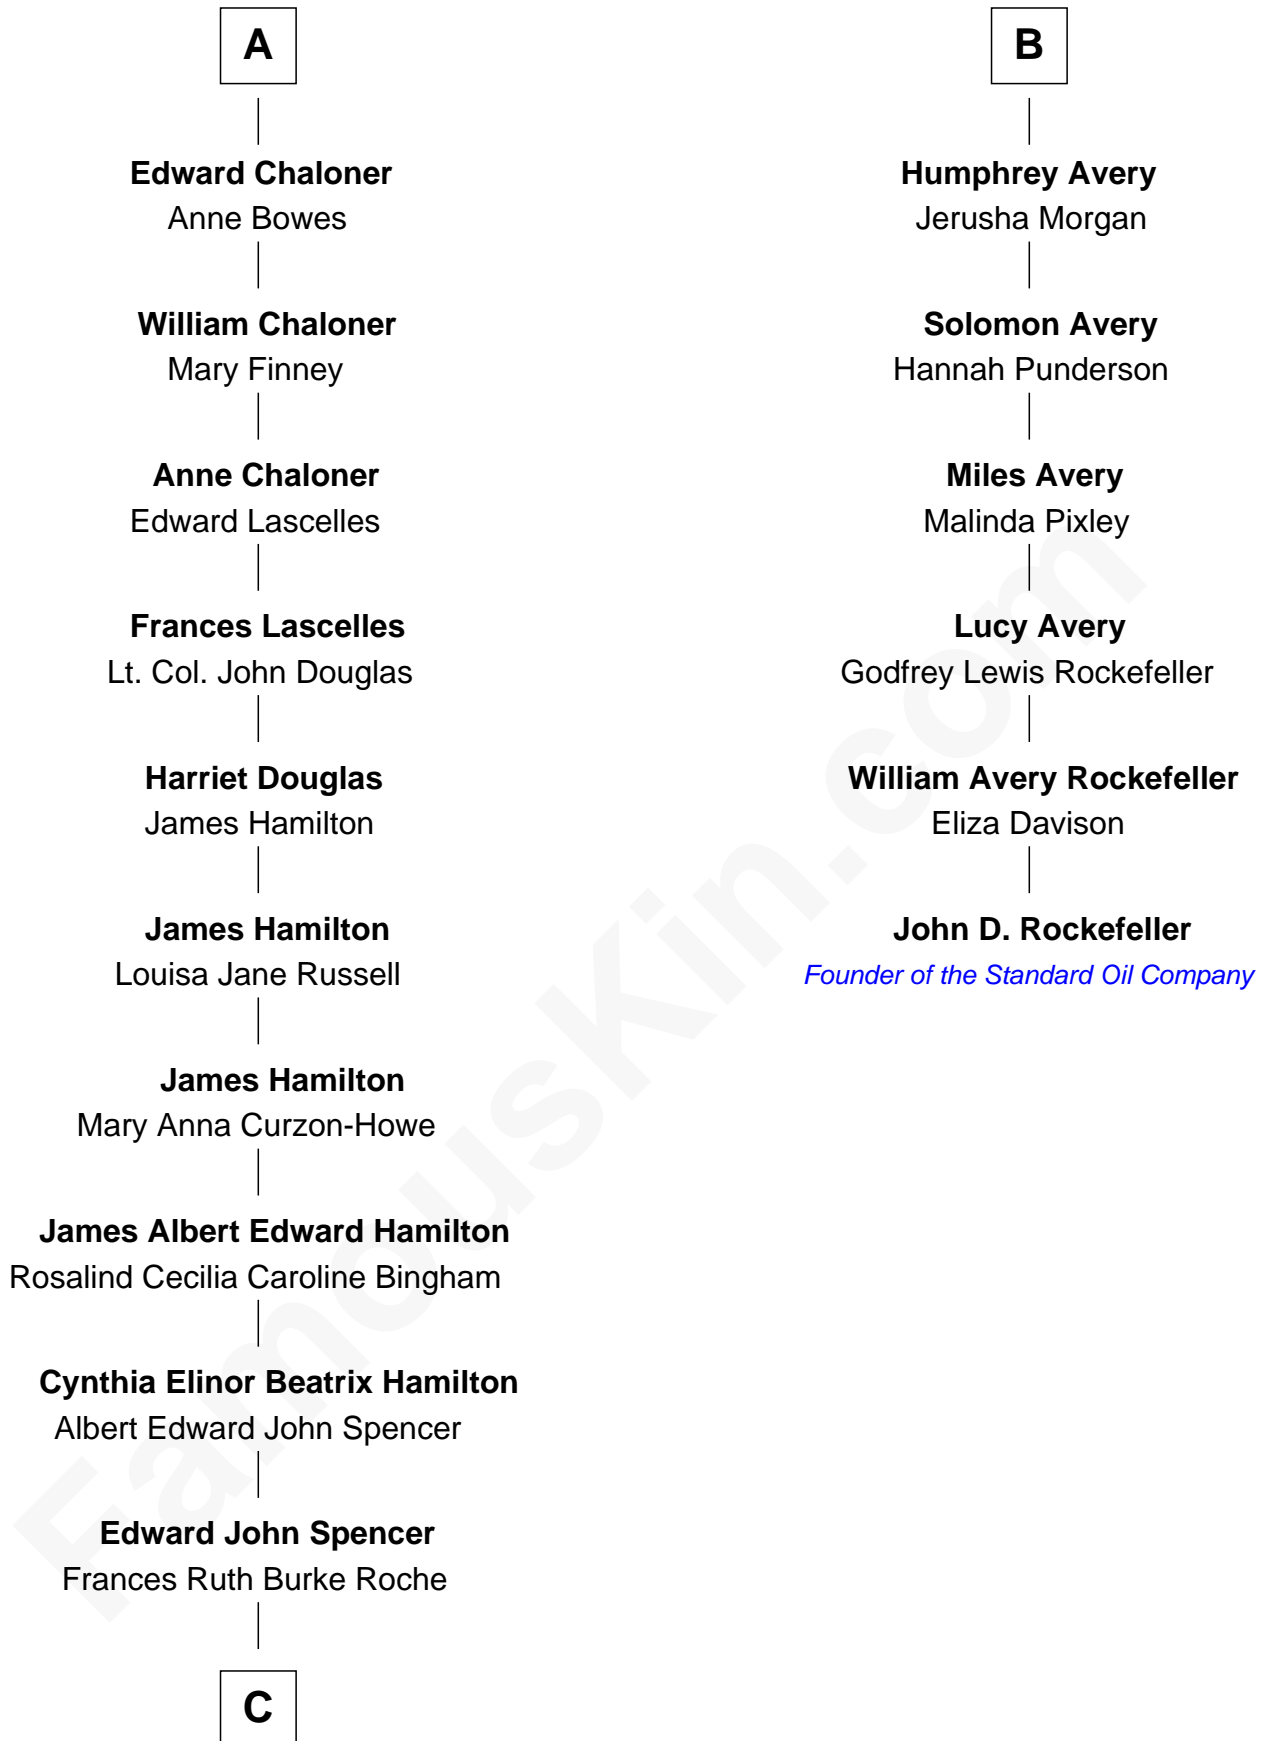 A
Edward Chaloner
Anne Bowes
William Chaloner
Mary Finney
Anne Chaloner
Edward Lascelles
Frances Lascelles
Lt. Col. John Douglas
Harriet Douglas
James Hamilton
James Hamilton
Louisa Jane Russell
James Hamilton
Mary Anna Curzon-Howe
James Albert Edward Hamilton
Rosalind Cecilia Caroline Bingham
Cynthia Elinor Beatrix Hamilton
Albert Edward John Spencer
Edward John Spencer
Frances Ruth Burke Roche
C
B
Humphrey Avery
Jerusha Morgan
Solomon Avery
Hannah Punderson
Miles Avery
Malinda Pixley
Lucy Avery
Godfrey Lewis Rockefeller
William Avery Rockefeller
Eliza Davison
John D. Rockefeller
Founder of the Standard Oil Company
FamousKin.com